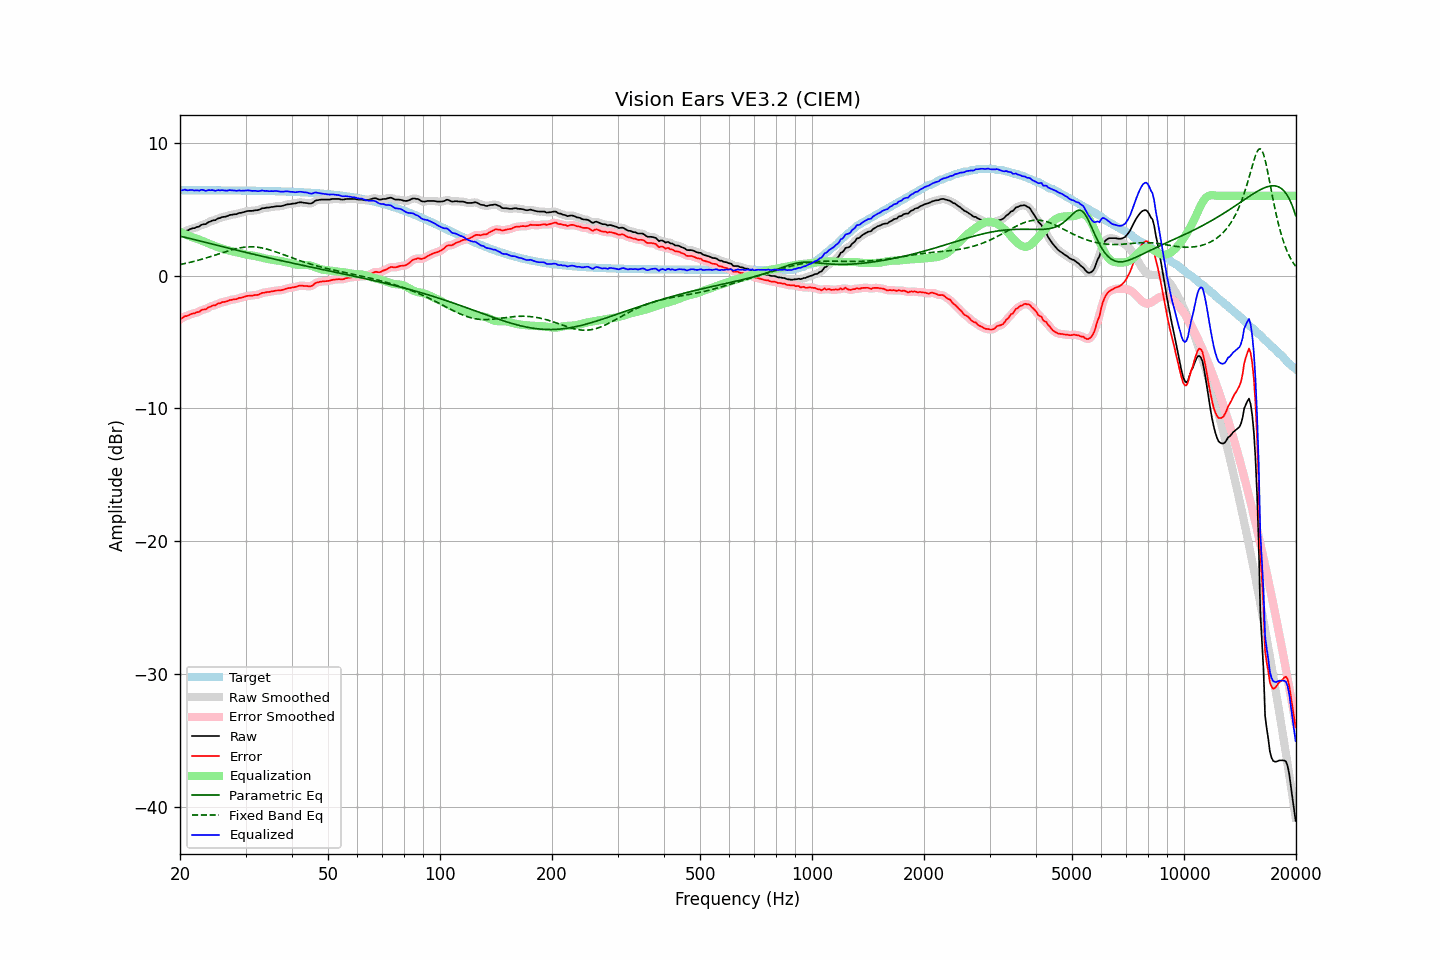 Vision Ears VE3.2 (CIEM)
10
0
−10
−20
−30
−40
Amplitude (dBr)
Target
Raw Smoothed
Error Smoothed
Raw
Error
Equalization
Parametric Eq
Fixed Band Eq
Equalized
20 50 100 200 500 1000 2000 5000 10000 20000
Frequency (Hz)